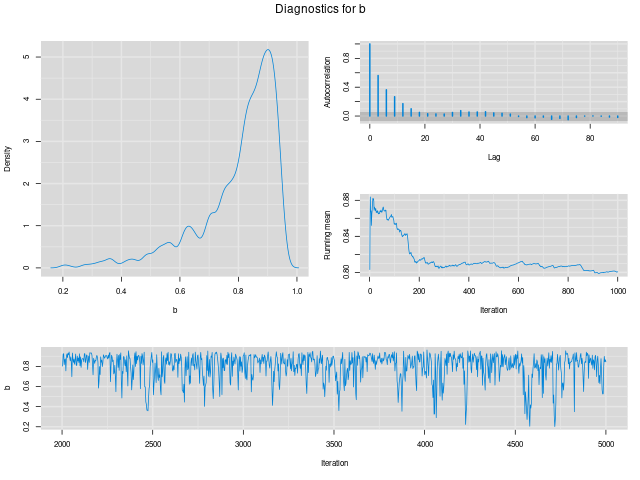 Diagnostics for b
Density
5
4
3
2
1
0
0.2 0.4 0.6 0.8 1.0
b
Autocorrelation
0.8
0.4
0.0
0 20 40 60 80
Lag
Running mean
0.88
0.84
0.80
0 200 400 600 800 1000
Iteration
b
0.8
0.6
0.4
0.2
2000 2500 3000 3500 4000 4500 5000
Iteration